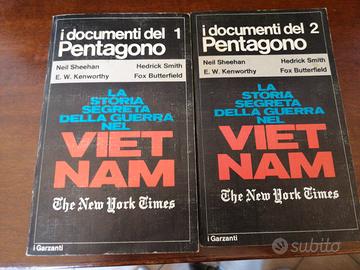 i documenti del 1
Pentagono
Neil Sheehan Hedrick Smith
E. W. Kenworthy Fox Butterfield
LA
STORIA
SEGRETA
DELLA GUERRA
NEL
VIET
NAM
The New York Times
i Garzanti
i documenti del 2
Pentagono
Neil Sheehan Hedrick Smith
E. W. Kenworthy Fox Butterfield
LA
STORIA
SEGRETA
DELLA GUERRA
NEL
VIET
NAM
The New York Times
i Garzanti
subito